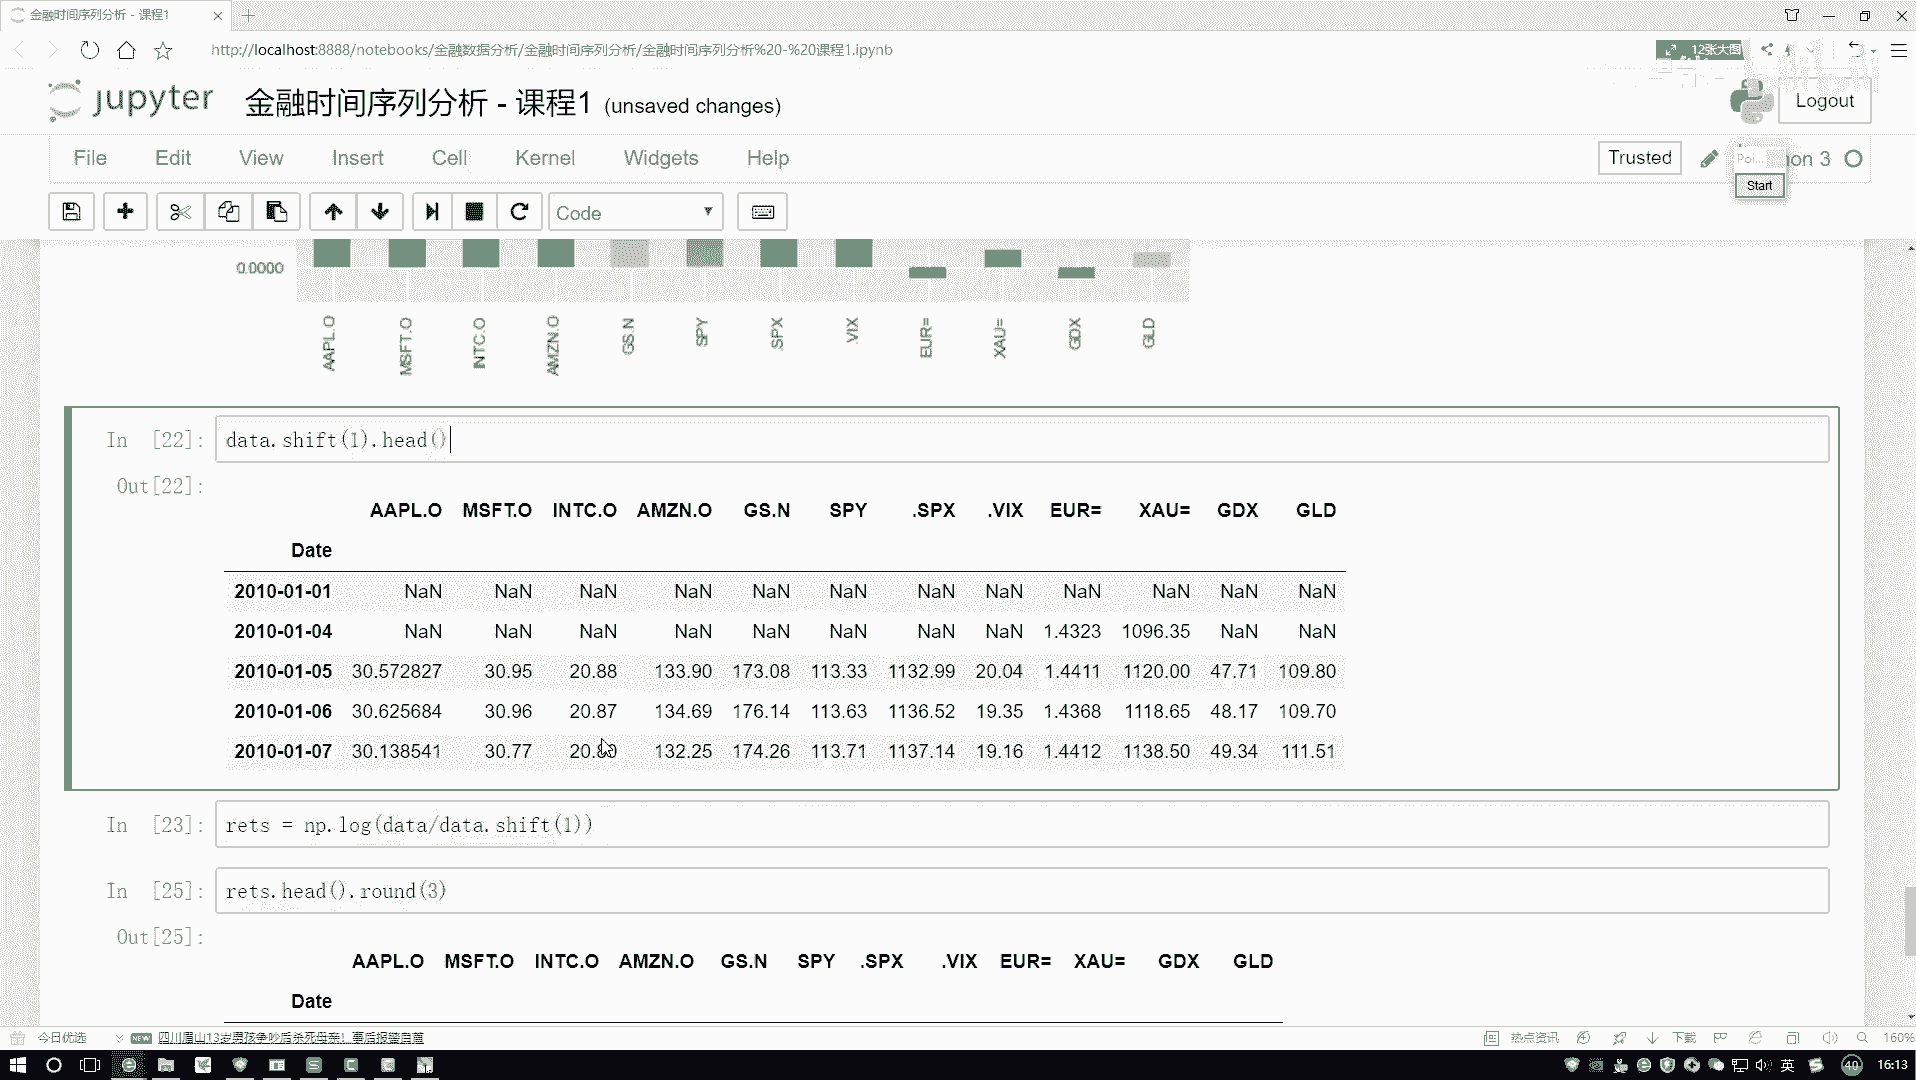 金融时间序列分析 - 课程1
http://localhost:8888/notebooks/金融数据分析/金融时间序列分析/金融时间序列分析%20-%20课程1.ipynb
12张大图
jupyter 金融时间序列分析 - 课程1 (unsaved changes)
Logout
File Edit View Insert Cell Kernel Widgets Help
Trusted
Poi... on 3
Start
Code
0.0000
AAPL.O MSFT.O INTC.O AMZN.O GS.N SPY .SPX .VIX EUR= XAU= GDX GLD
In [22]: data.shift(1).head()
Out[22]:
AAPL.O MSFT.O INTC.O AMZN.O GS.N SPY .SPX .VIX EUR= XAU= GDX GLD
Date
2010-01-01 NaN NaN NaN NaN NaN NaN NaN NaN NaN NaN NaN NaN
2010-01-04 NaN NaN NaN NaN NaN NaN NaN NaN 1.4323 1096.35 NaN NaN
2010-01-05 30.572827 30.95 20.88 133.90 173.08 113.33 1132.99 20.04 1.4411 1120.00 47.71 109.80
2010-01-06 30.625684 30.96 20.87 134.69 176.14 113.63 1136.52 19.35 1.4368 1118.65 48.17 109.70
2010-01-07 30.138541 30.77 132.25 174.26 113.71 1137.14 19.16 1.4412 1138.50 49.34 111.51
In [23]: rets = np.log(data/data.shift(1))
In [25]: rets.head().round(3)
Out[25]:
AAPL.O MSFT.O INTC.O AMZN.O GS.N SPY .SPX .VIX EUR= XAU= GDX GLD
Date
今日优选 NEW 四川眉山13岁男孩争吵后杀死母亲！事后报警自首
热点资讯 下载 160%
英 40 16:13